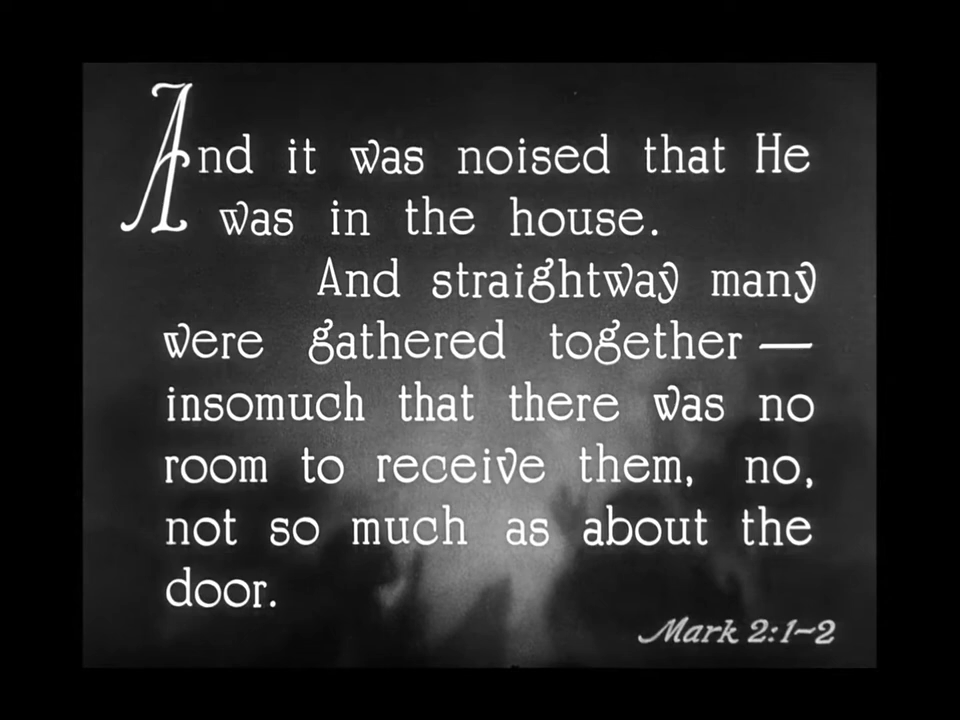 And it was noised that He
was in the house.
And straightway many
were gathered together —
insomuch that there was no
room to receive them, no,
not so much as about the
door.
Mark 2:1~2